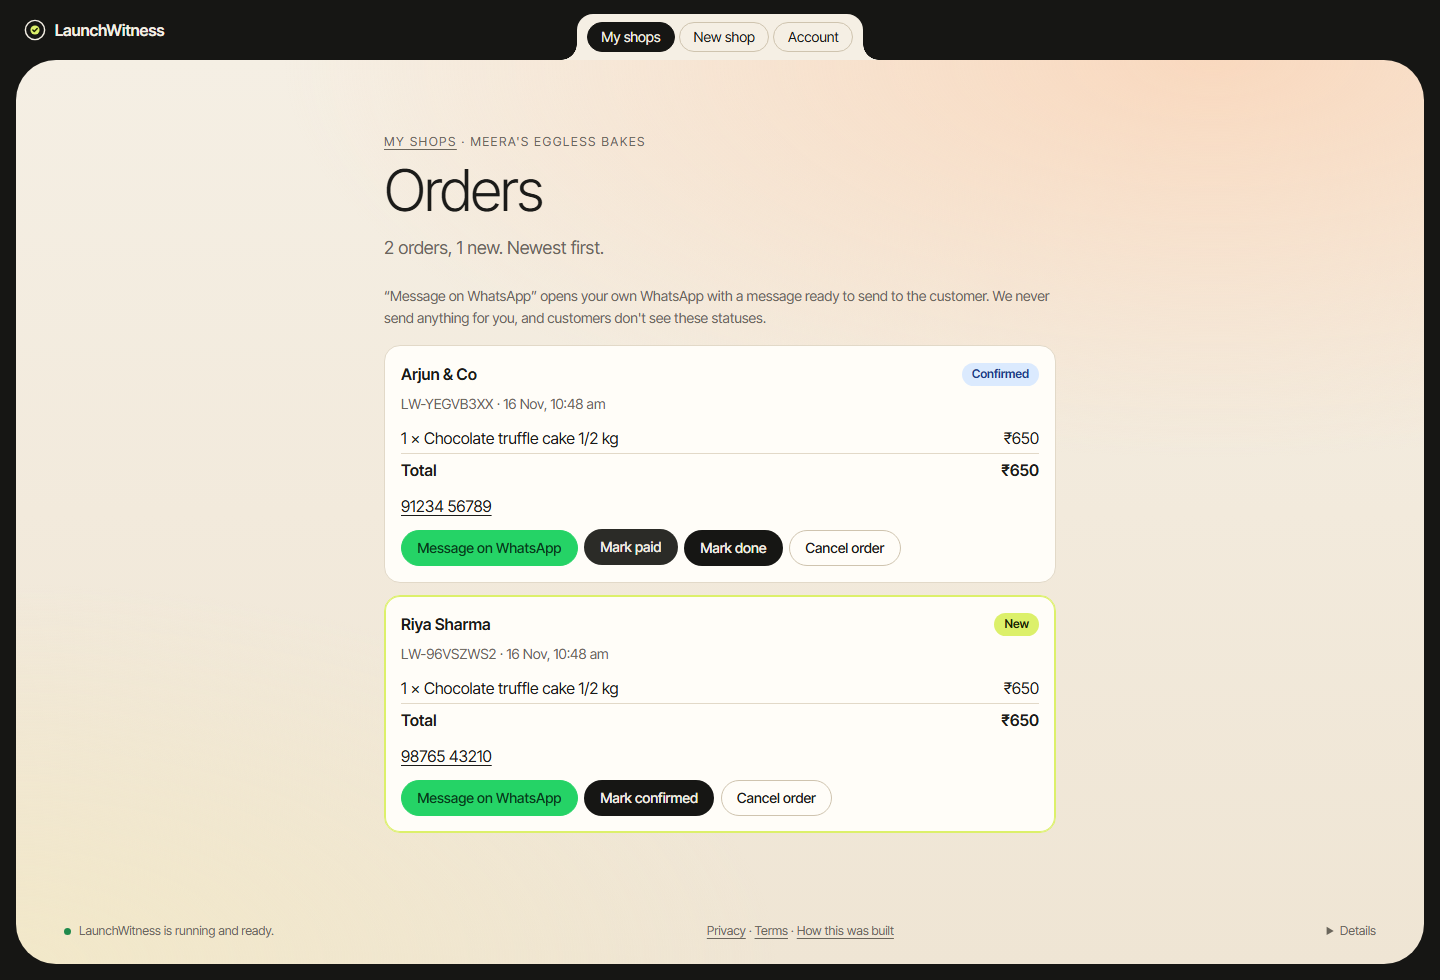 LaunchWitness
My shops
New shop
Account
MY SHOPS · MEERA'S EGGLESS BAKES
Orders
2 orders, 1 new. Newest first.
“Message on WhatsApp” opens your own WhatsApp with a message ready to send to the customer. We never
send anything for you, and customers don't see these statuses.
Arjun & Co
Confirmed
LW-YEGVB3XX · 16 Nov, 10:48 am
1 × Chocolate truffle cake 1/2 kg ₹650
Total ₹650
91234 56789
Message on WhatsApp
Mark paid
Mark done
Cancel order
Riya Sharma
New
LW-96VSZWS2 · 16 Nov, 10:48 am
1 × Chocolate truffle cake 1/2 kg ₹650
Total ₹650
98765 43210
Message on WhatsApp
Mark confirmed
Cancel order
LaunchWitness is running and ready.
Privacy · Terms · How this was built
Details